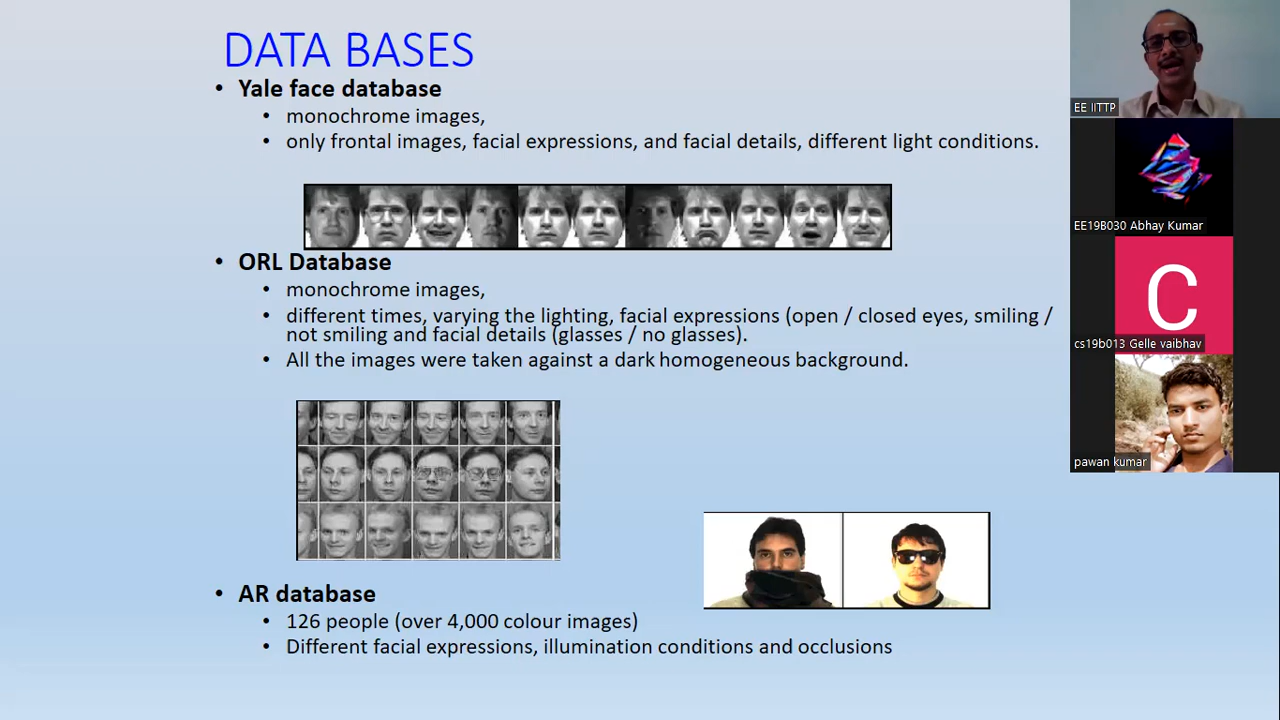 DATA BASES
• Yale face database
• monochrome images,
• only frontal images, facial expressions, and facial details, different light conditions.
• ORL Database
• monochrome images,
• different times, varying the lighting, facial expressions (open / closed eyes, smiling /
not smiling and facial details (glasses / no glasses).
• All the images were taken against a dark homogeneous background.
• AR database
• 126 people (over 4,000 colour images)
• Different facial expressions, illumination conditions and occlusions
EE IITTP
EE19B030 Abhay Kumar
C
cs19b013 Gelle vaibhav
pawan kumar